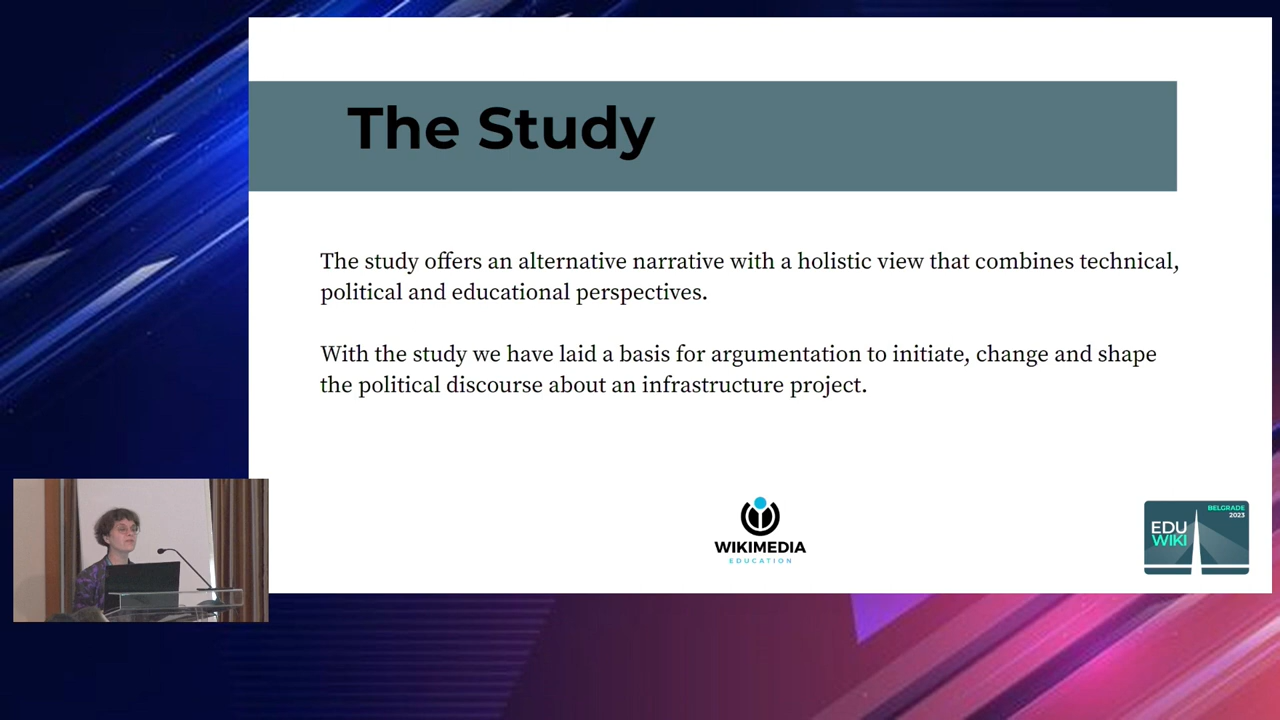 The Study
The study offers an alternative narrative with a holistic view that combines technical,
political and educational perspectives.
With the study we have laid a basis for argumentation to initiate, change and shape
the political discourse about an infrastructure project.
WIKIMEDIA
EDUCATION
BELGRADE
2023
EDU
WIKI